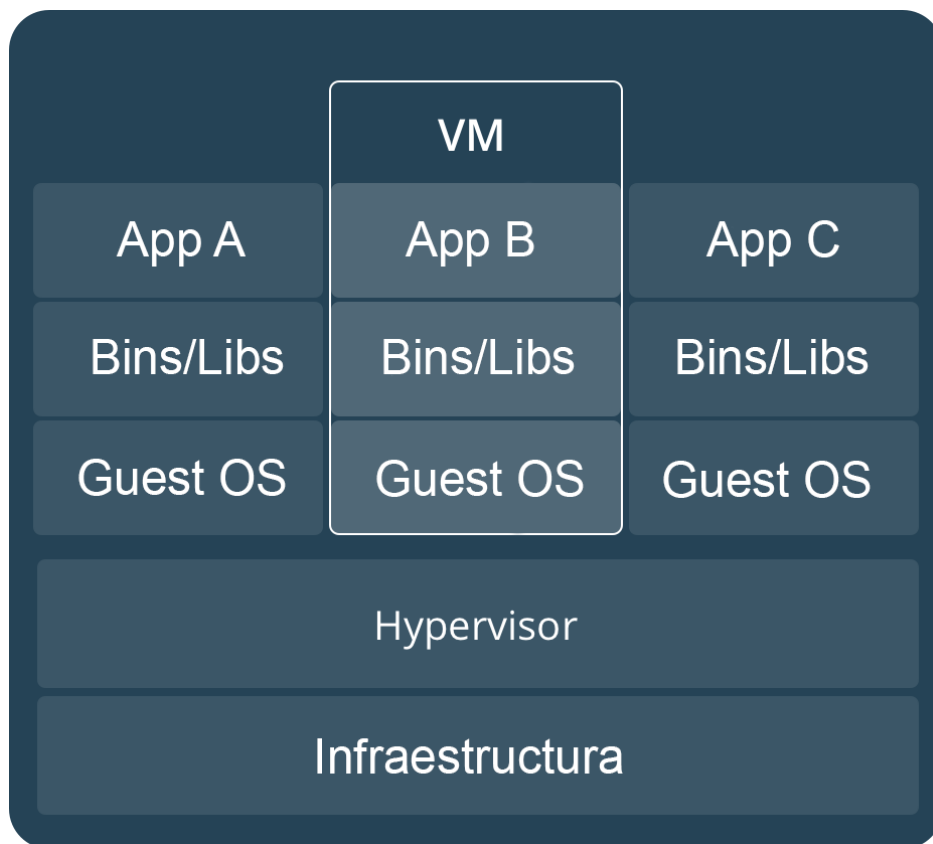 VM
App A
App B
App C
Bins/Libs
Bins/Libs
Bins/Libs
Guest OS
Guest OS
Guest OS
Hypervisor
Infraestructura